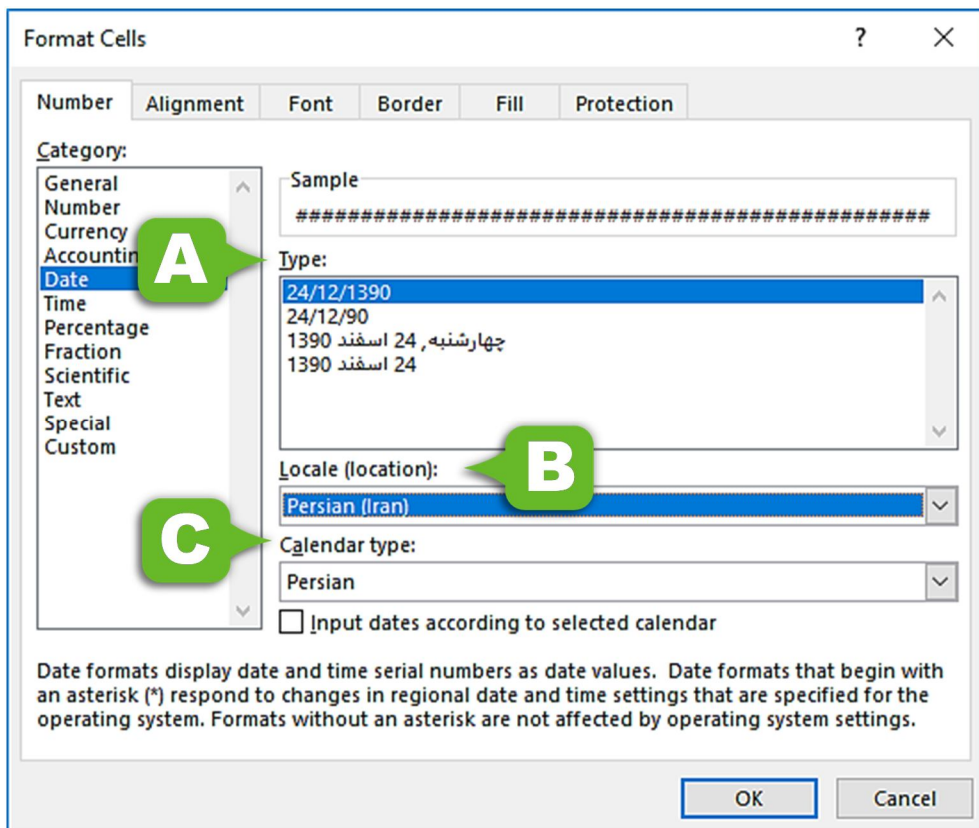 Format Cells
?
Number
Alignment
Font
Border
Fill
Protection
Category:
General
Number
Currency
Accountin
Date
Time
Percentage
Fraction
Scientific
Text
Special
Custom
A
Sample
################################################
Type:
24/12/1390
24/12/90
چهارشنبه, 24 اسفند 1390
24 اسفند 1390
B
Locale (location):
Persian (Iran)
C
Calendar type:
Persian
Input dates according to selected calendar
Date formats display date and time serial numbers as date values. Date formats that begin with
an asterisk (*) respond to changes in regional date and time settings that are specified for the
operating system. Formats without an asterisk are not affected by operating system settings.
OK
Cancel